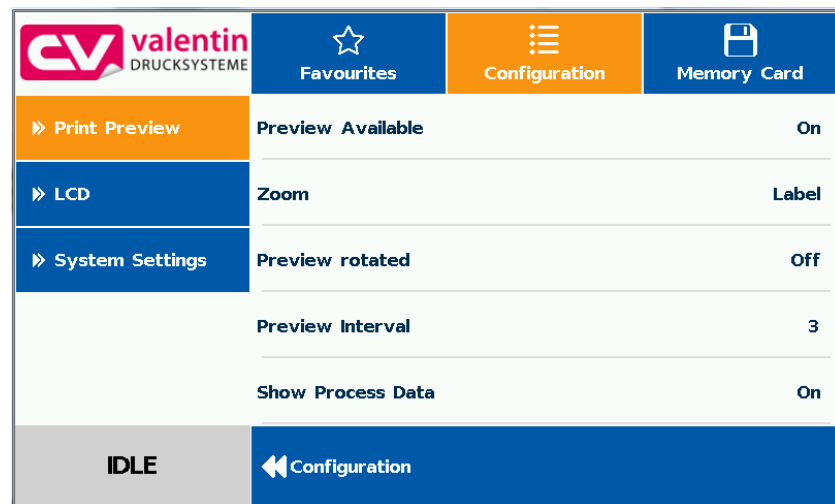 CV valentin
DRUCKSYSTEME
Favourites
Configuration
Memory Card
Print Preview
LCD
System Settings
Preview Available On
Zoom Label
Preview rotated Off
Preview Interval 3
Show Process Data On
IDLE
Configuration